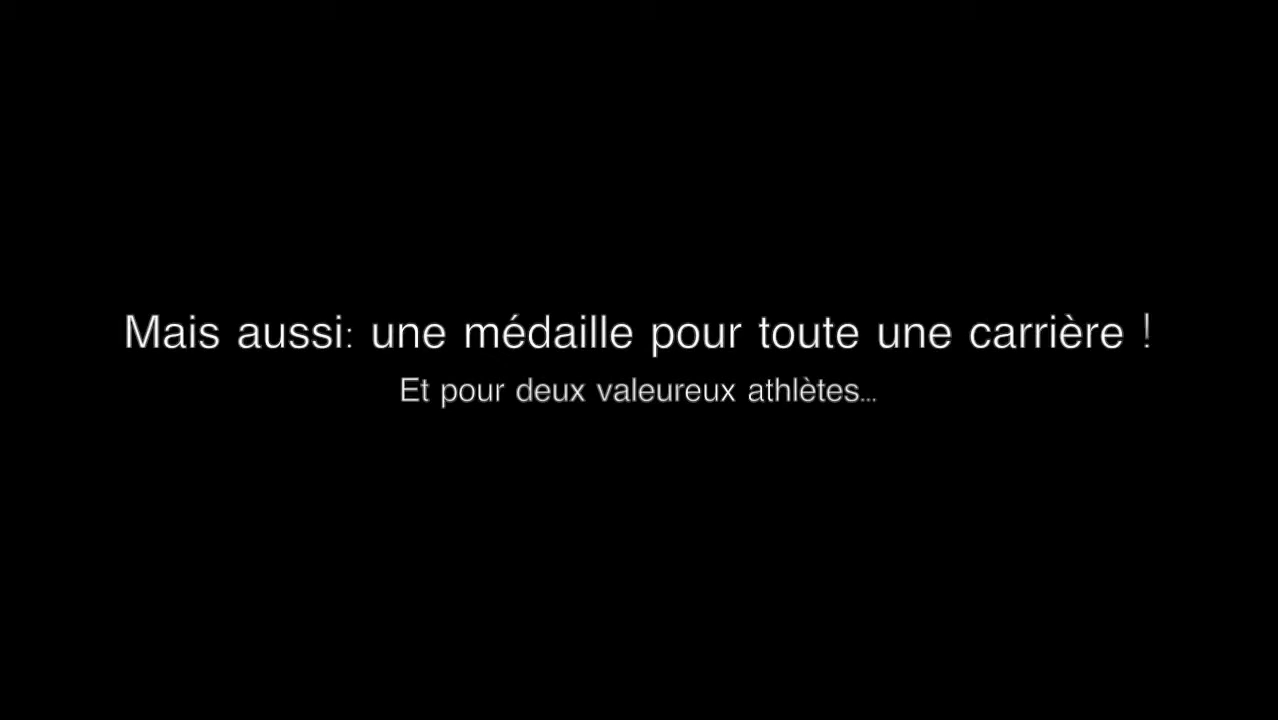 Mais aussi: une médaille pour toute une carrière !
Et pour deux valeureux athlètes...